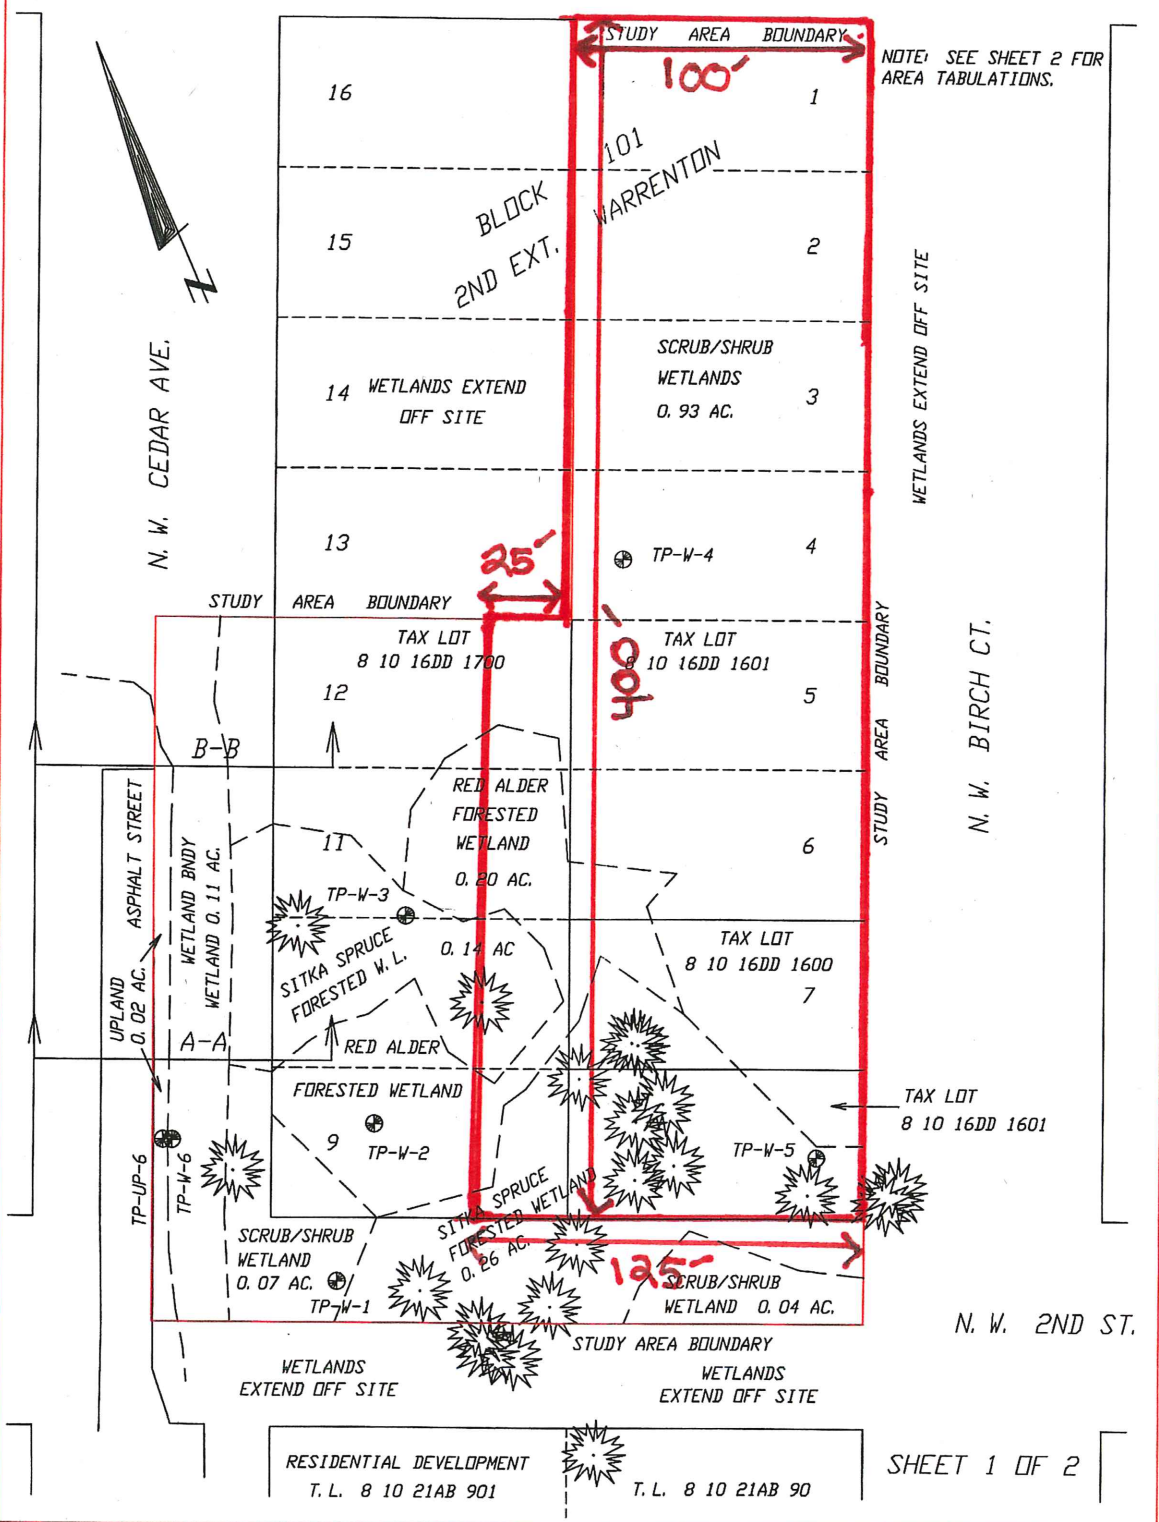 STUDY AREA BOUNDARY
100'
NOTE: SEE SHEET 2 FOR
AREA TABULATIONS.
16
1
BLOCK 101
2ND EXT. WARRENTON
15
2
N
N. W. CEDAR AVE.
WETLANDS EXTEND OFF SITE
SCRUB/SHRUB
WETLANDS
0.93 AC.
14
WETLANDS EXTEND
OFF SITE
3
13
25'
TP-W-4
4
STUDY AREA BOUNDARY
TAX LOT
8 10 16DD 1700
400'
TAX LOT
8 10 16DD 1601
12
5
STUDY AREA BOUNDARY
N. W. BIRCH CT.
B-B
RED ALDER
FORESTED
WETLAND
0.20 AC.
11
6
ASPHALT STREET
WETLAND BNDY
WETLAND 0.11 AC.
TP-W-3
SITKA SPRUCE
FORESTED W.L.
0.14 AC
TAX LOT
8 10 16DD 1600
7
UPLAND
0.02 AC.
A-A
RED ALDER
FORESTED WETLAND
TAX LOT
8 10 16DD 1601
9
TP-W-2
TP-W-5
TP-UP-6
TP-W-6
SITKA SPRUCE
FORESTED WETLAND
0.26 AC.
SCRUB/SHRUB
WETLAND
0.07 AC.
TP-W-1
125'
SCRUB/SHRUB
WETLAND 0.04 AC.
N. W. 2ND ST.
STUDY AREA BOUNDARY
WETLANDS
EXTEND OFF SITE
WETLANDS
EXTEND OFF SITE
RESIDENTIAL DEVELOPMENT
T.L. 8 10 21AB 901
T.L. 8 10 21AB 90
SHEET 1 OF 2